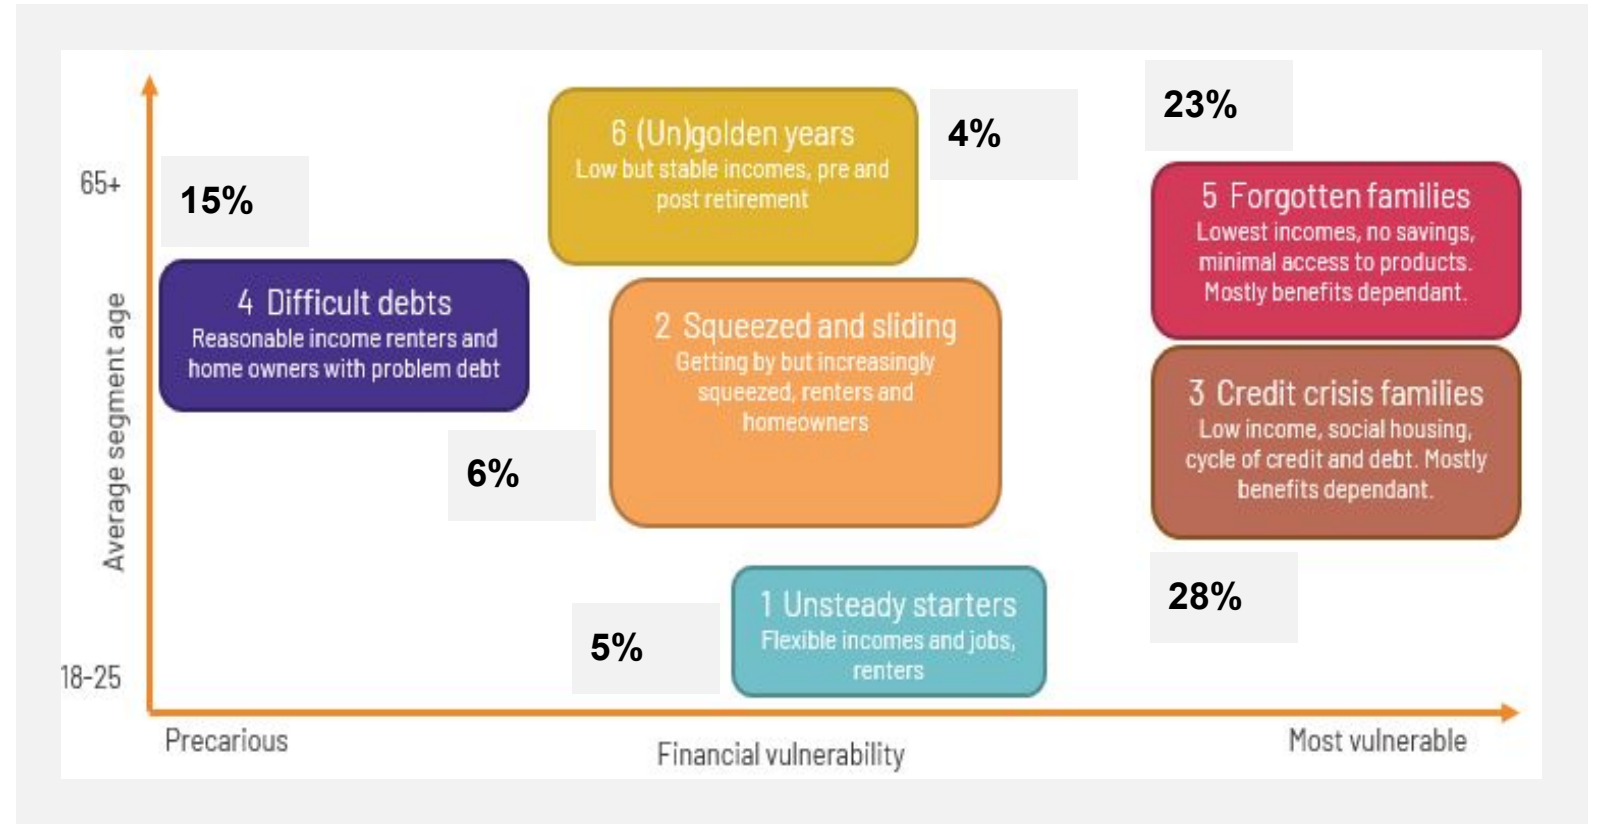 23%
4%
6 (Un)golden years
Low but stable incomes, pre and
post retirement
65+
15%
5 Forgotten families
Lowest incomes, no savings,
minimal access to products.
Mostly benefits dependant.
4 Difficult debts
Reasonable income renters and
home owners with problem debt
2 Squeezed and sliding
Getting by but increasingly
squeezed, renters and
homeowners
Average segment age
3 Credit crisis families
Low income, social housing,
cycle of credit and debt. Mostly
benefits dependant.
6%
28%
1 Unsteady starters
Flexible incomes and jobs,
renters
5%
18-25
Precarious
Financial vulnerability
Most vulnerable